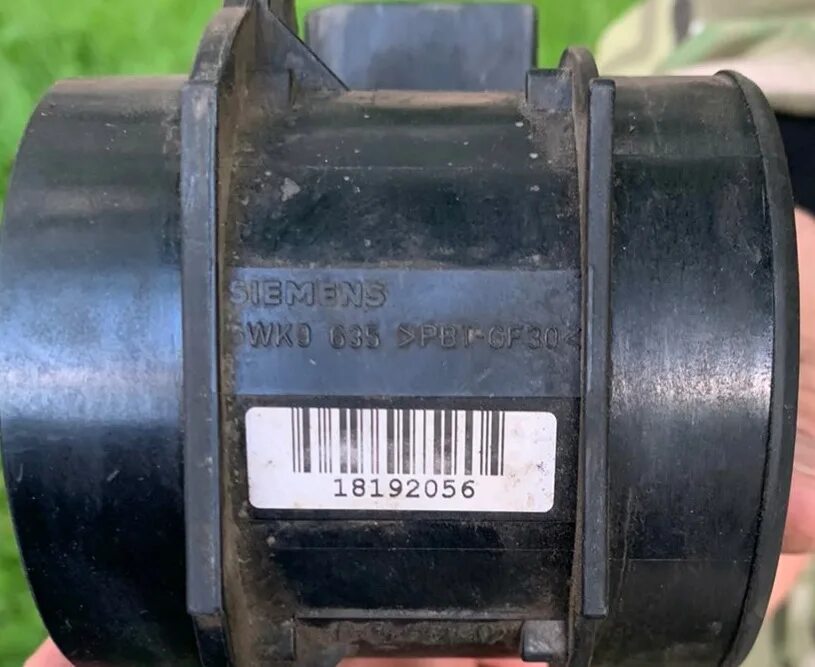 SIEMENS
5WK9 635 >PBT-GF30<
18192056